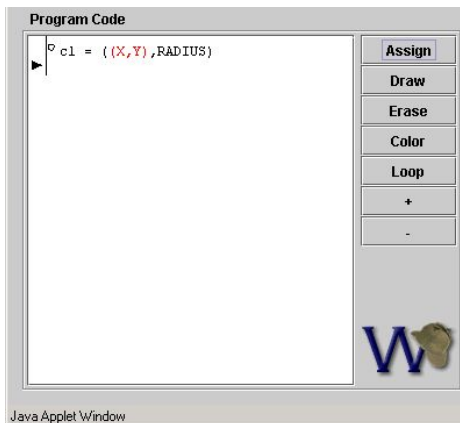 Program Code
c1 = ((X,Y),RADIUS)
Assign
Draw
Erase
Color
Loop
+
-
W
Java Applet Window